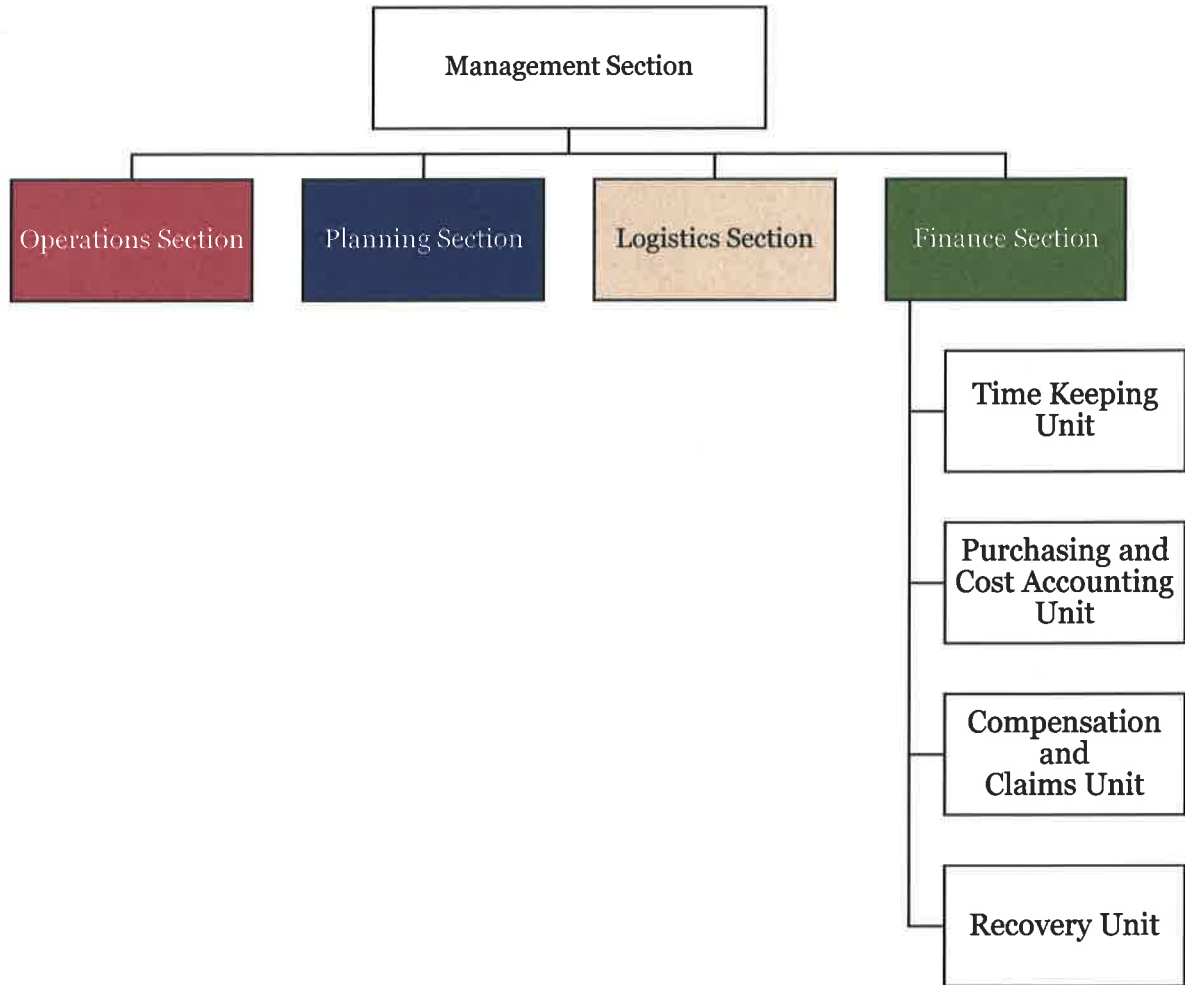 Management Section
Operations Section
Planning Section
Logistics Section
Finance Section
Time Keeping
Unit
Purchasing and
Cost Accounting
Unit
Compensation
and
Claims Unit
Recovery Unit